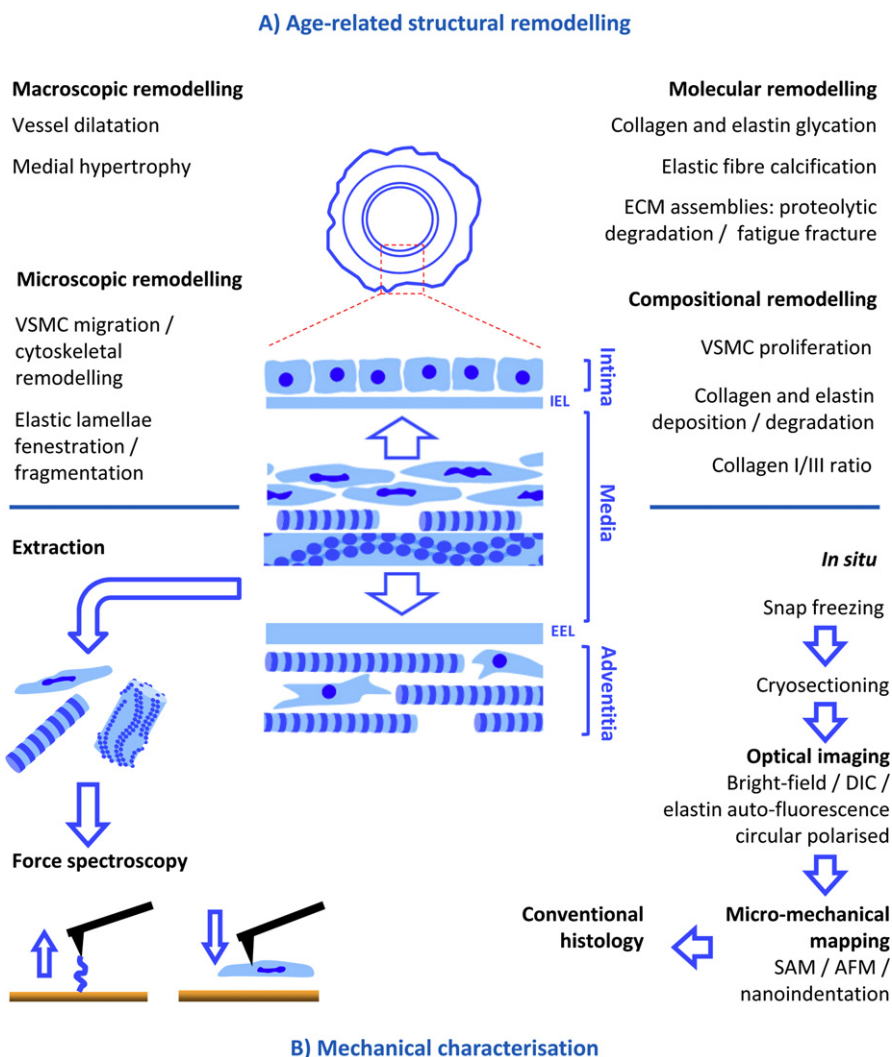 A) Age-related structural remodelling
Macroscopic remodelling
Vessel dilatation
Medial hypertrophy
Microscopic remodelling
VSMC migration /
cytoskeletal
remodelling
Elastic lamellae
fenestration /
fragmentation
Molecular remodelling
Collagen and elastin glycation
Elastic fibre calcification
ECM assemblies: proteolytic
degradation / fatigue fracture
Compositional remodelling
VSMC proliferation
Collagen and elastin
deposition / degradation
Collagen I/III ratio
Intima
IEL
Media
EEL
Adventitia
Extraction
Force spectroscopy
In situ
Snap freezing
Cryosectioning
Optical imaging
Bright-field / DIC /
elastin auto-fluorescence
circular polarised
Micro-mechanical
mapping
SAM / AFM /
nanoindentation
Conventional
histology
B) Mechanical characterisation